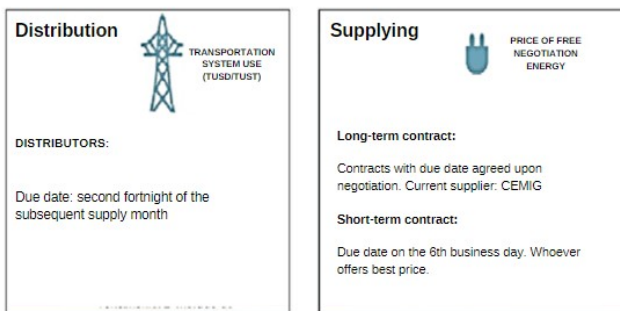 Distribution
TRANSPORTATION
SYSTEM USE
(TUSD/TUST)
DISTRIBUTORS:
Due date: second fortnight of the
subsequent supply month
Supplying
PRICE OF FREE
NEGOTIATION
ENERGY
Long-term contract:
Contracts with due date agreed upon
negotiation. Current supplier: CEMIG
Short-term contract:
Due date on the 6th business day. Whoever
offers best price.